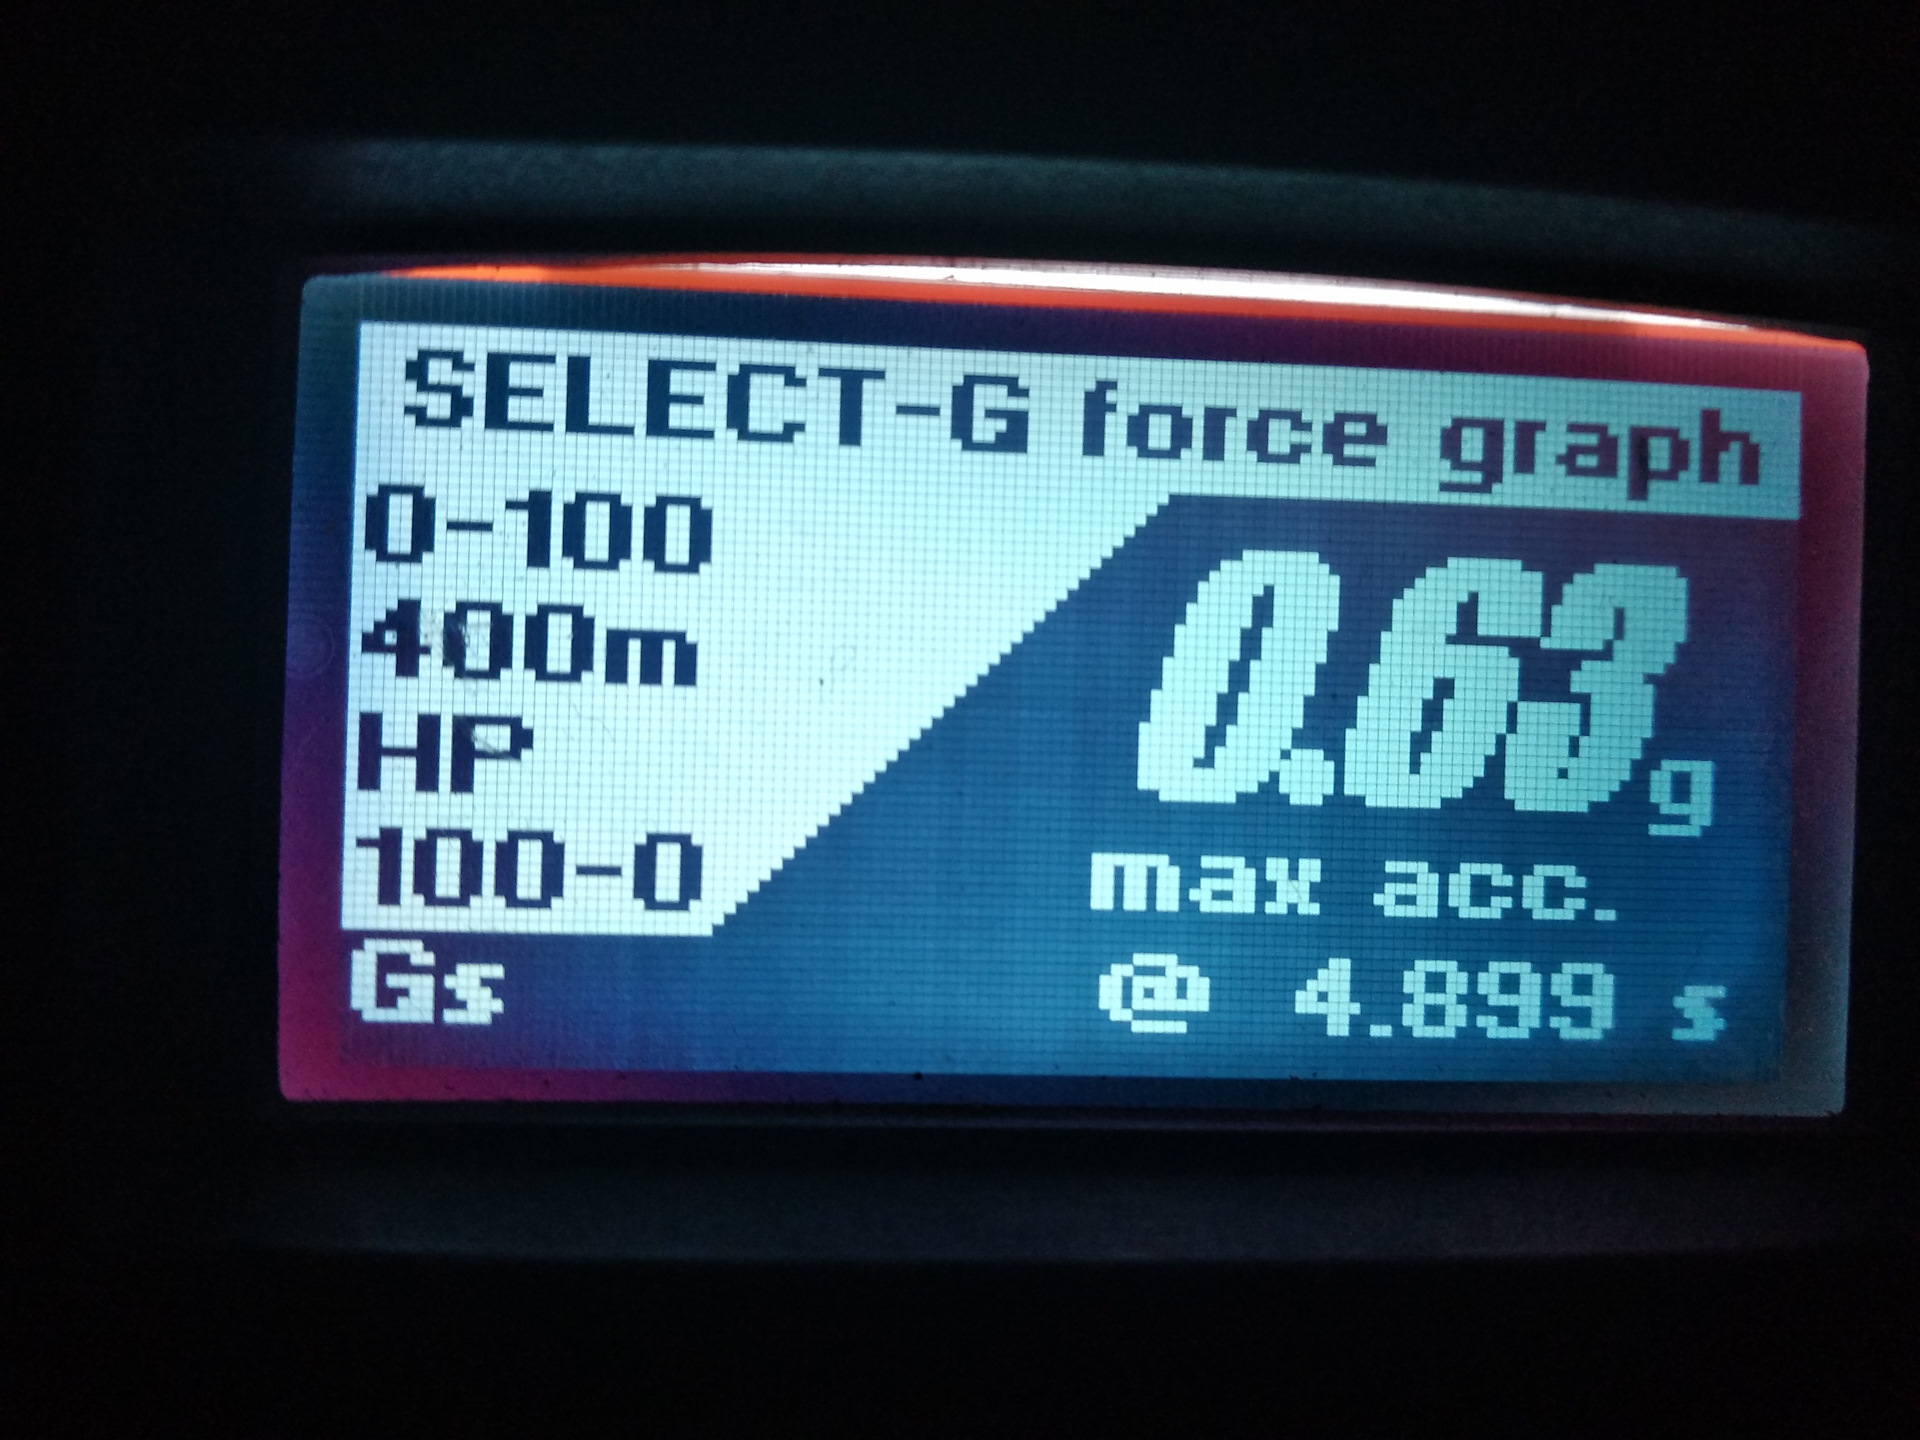 SELECT-G force graph
0-100
400m
HP
100-0
Gs
0.63g
max acc.
@ 4.899 s